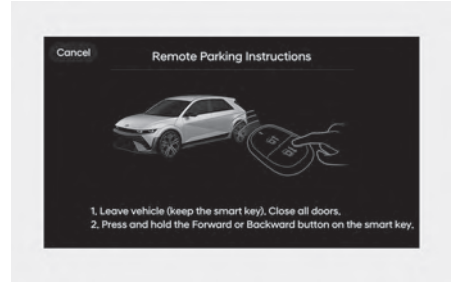 Cancel
Remote Parking Instructions
1, Leave vehicle (keep the smart key), Close all doors,
2, Press and hold the Forward or Backward button on the smart key,